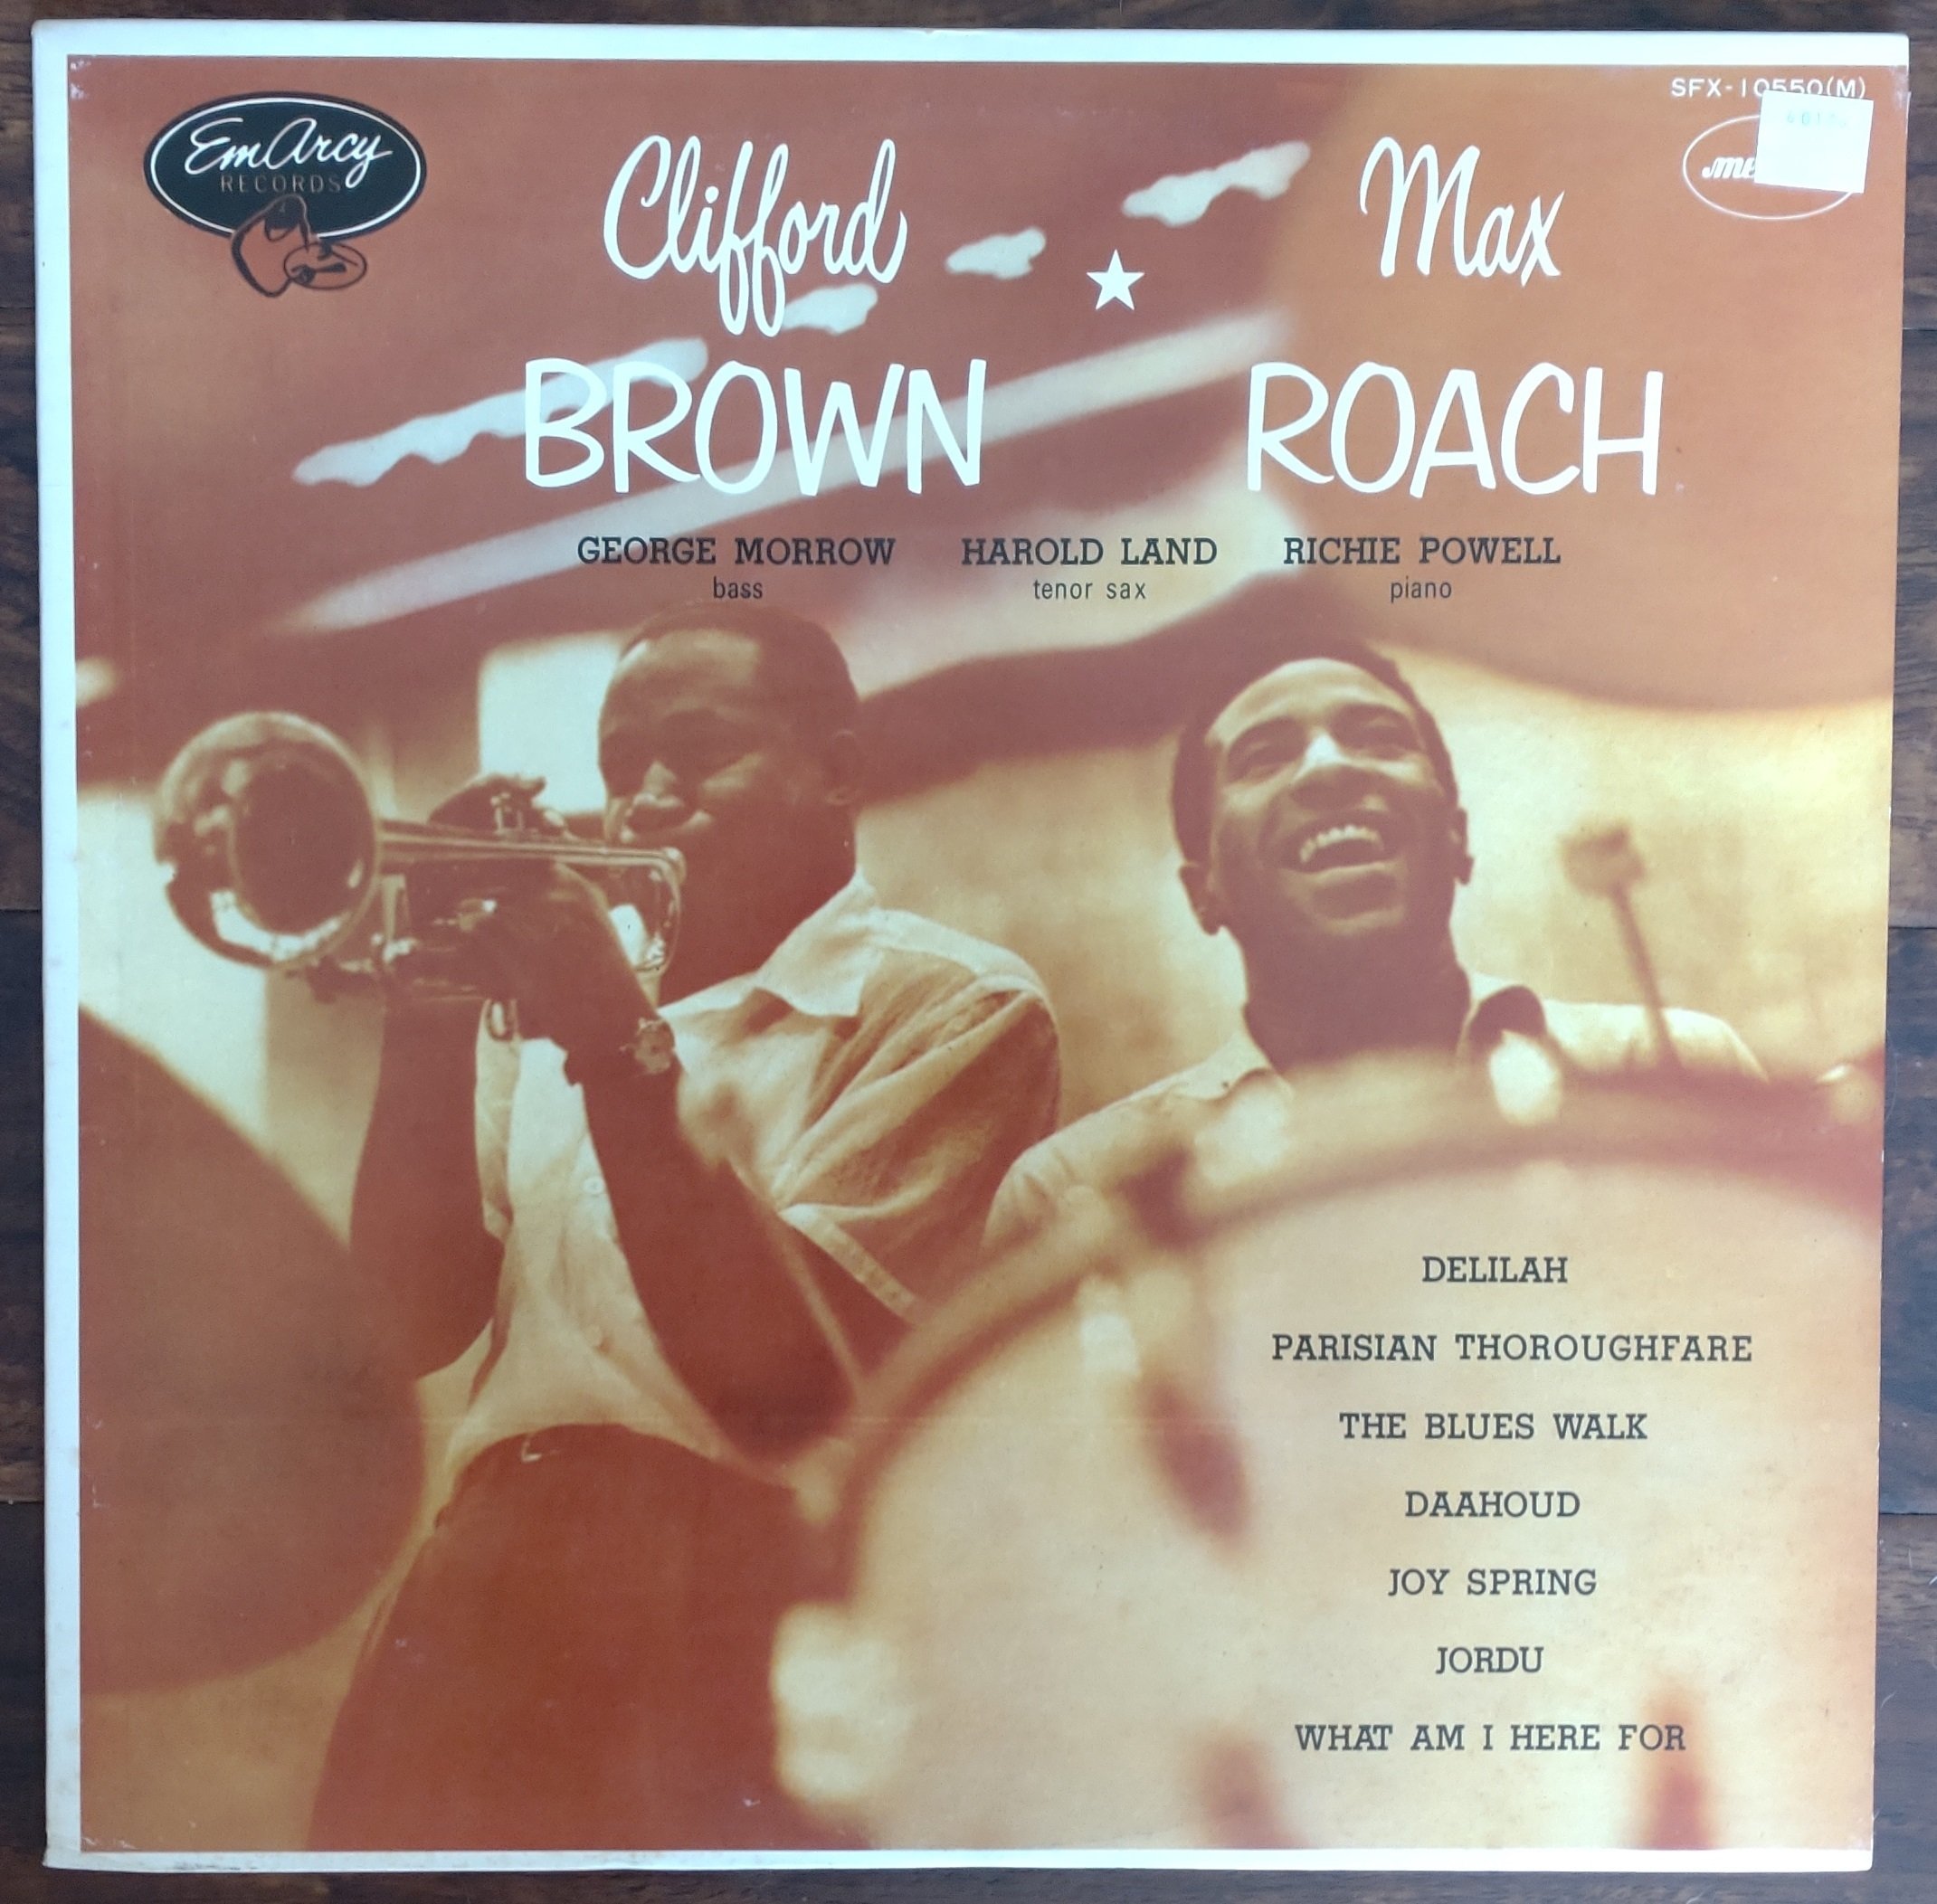 SFX-10550(M)
EmArcy
RECORDS
Clifford
Max
BROWN
ROACH
GEORGE MORROW
HAROLD LAND
RICHIE POWELL
bass
tenor sax
piano
DELILAH
PARISIAN THOROUGHFARE
THE BLUES WALK
DAAHOUD
JOY SPRING
JORDU
WHAT AM I HERE FOR